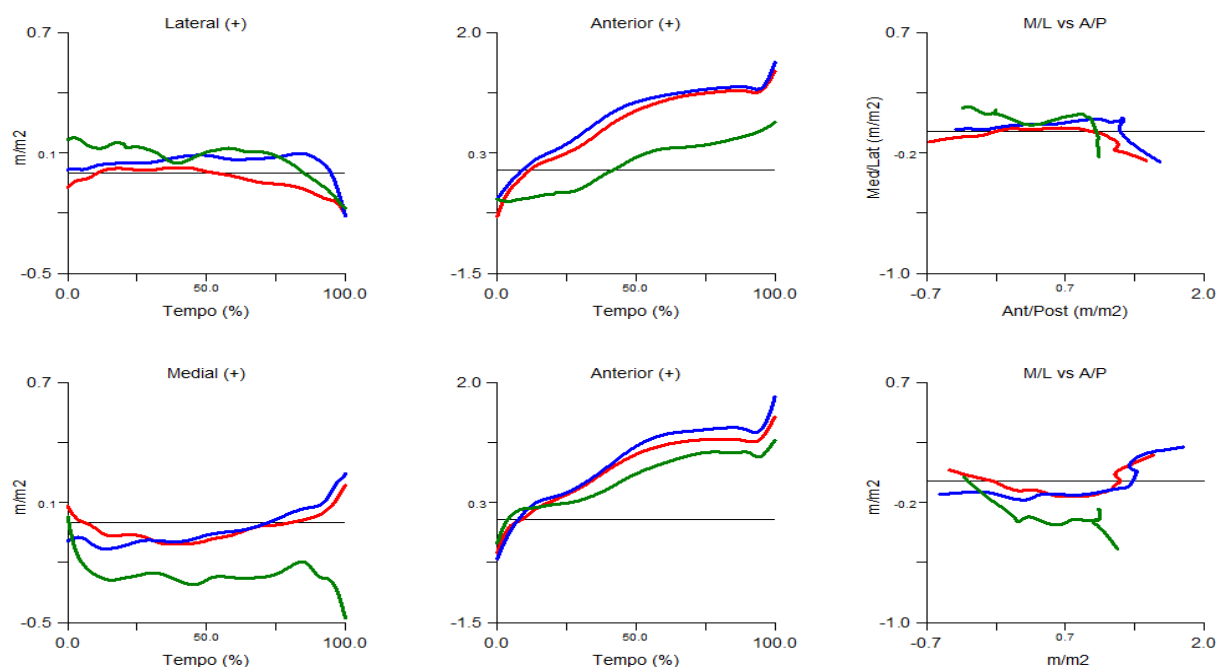 Lateral (+)
0.7
m/m2
0.1
-0.5
0.0
50.0
100.0
Tempo (%)
Anterior (+)
2.0
0.3
-1.5
0.0
50.0
100.0
Tempo (%)
M/L vs A/P
0.7
Med/Lat (m/m2)
-0.2
-1.0
-0.7
0.7
2.0
Ant/Post (m/m2)
Medial (+)
0.7
m/m2
0.1
-0.5
0.0
50.0
100.0
Tempo (%)
Anterior (+)
2.0
0.3
-1.5
0.0
50.0
100.0
Tempo (%)
M/L vs A/P
0.7
m/m2
-0.2
-1.0
-0.7
0.7
2.0
m/m2